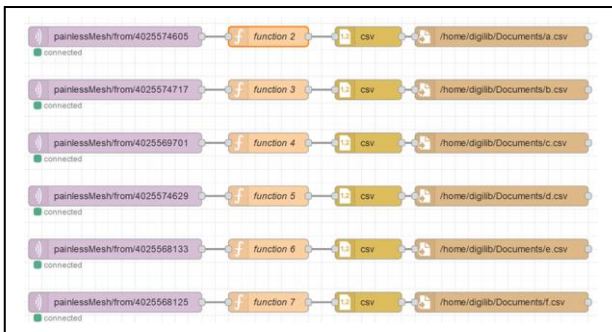 painlessMesh/from/4025574605 function 2 csv /home/digilib/Documents/a.csv
connected
painlessMesh/from/4025574717 function 3 csv /home/digilib/Documents/b.csv
connected
painlessMesh/from/4025569701 function 4 csv /home/digilib/Documents/c.csv
connected
painlessMesh/from/4025574629 function 5 csv /home/digilib/Documents/d.csv
connected
painlessMesh/from/4025568133 function 6 csv /home/digilib/Documents/e.csv
connected
painlessMesh/from/4025568125 function 7 csv /home/digilib/Documents/f.csv
connected